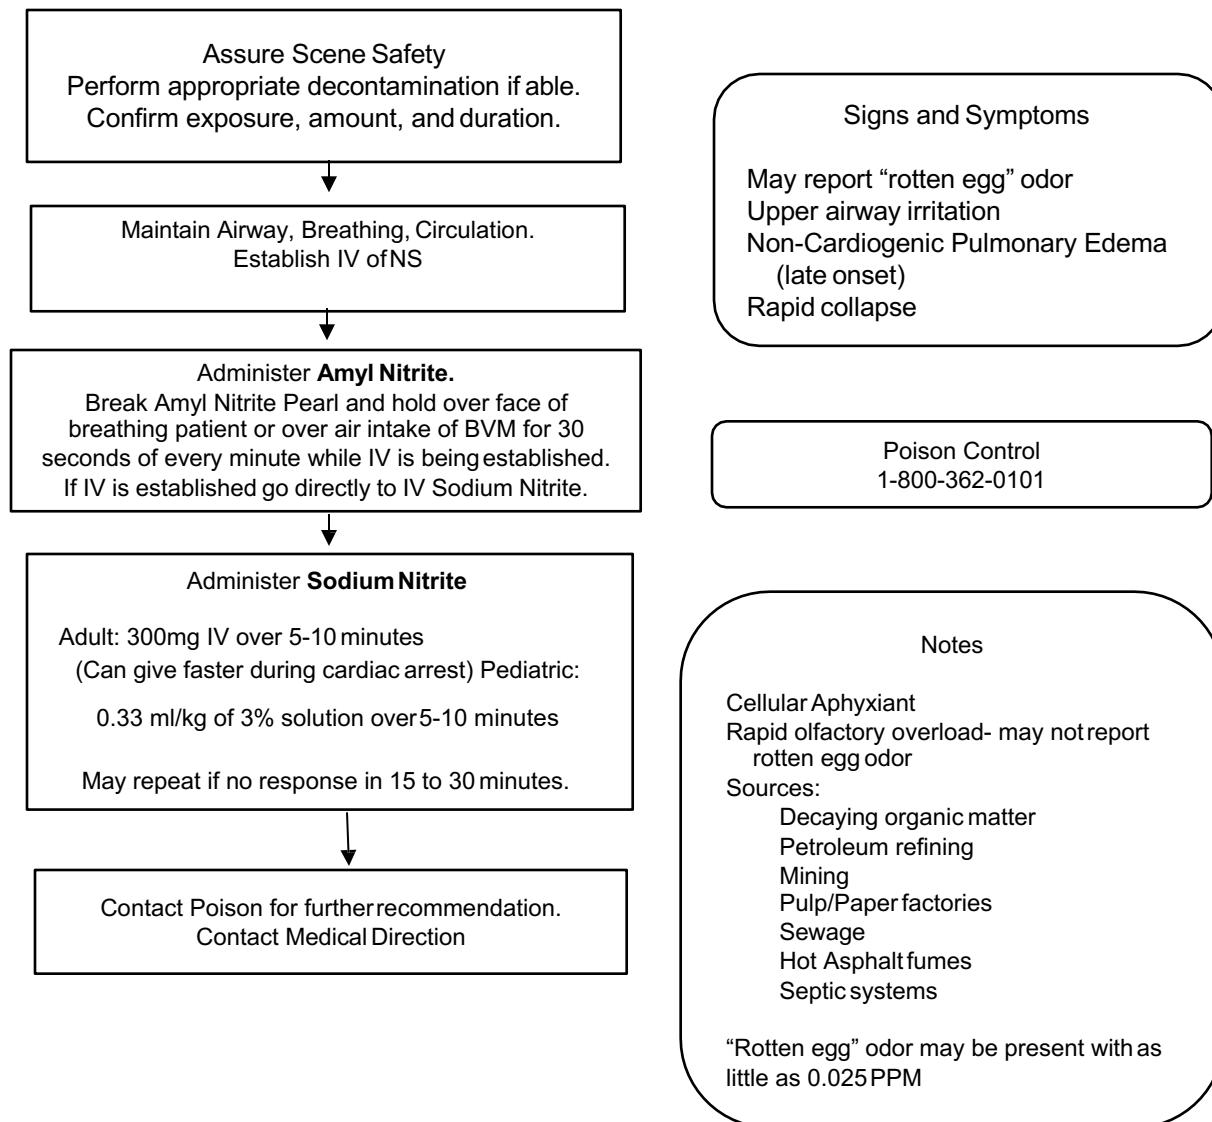 Assure Scene Safety
Perform appropriate decontamination if able.
Confirm exposure, amount, and duration.
Maintain Airway, Breathing, Circulation.
Establish IV of NS
Administer Amyl Nitrite.
Break Amyl Nitrite Pearl and hold over face of
breathing patient or over air intake of BVM for 30
seconds of every minute while IV is being established.
If IV is established go directly to IV Sodium Nitrite.
Administer Sodium Nitrite
Adult: 300mg IV over 5-10 minutes
(Can give faster during cardiac arrest) Pediatric:
0.33 ml/kg of 3% solution over 5-10 minutes
May repeat if no response in 15 to 30 minutes.
Contact Poison for further recommendation.
Contact Medical Direction
Signs and Symptoms
May report “rotten egg” odor
Upper airway irritation
Non-Cardiogenic Pulmonary Edema
(late onset)
Rapid collapse
Poison Control
1-800-362-0101
Notes
Cellular Aphyxiant
Rapid olfactory overload- may not report
rotten egg odor
Sources:
Decaying organic matter
Petroleum refining
Mining
Pulp/Paper factories
Sewage
Hot Asphalt fumes
Septic systems
“Rotten egg” odor may be present with as
little as 0.025 PPM